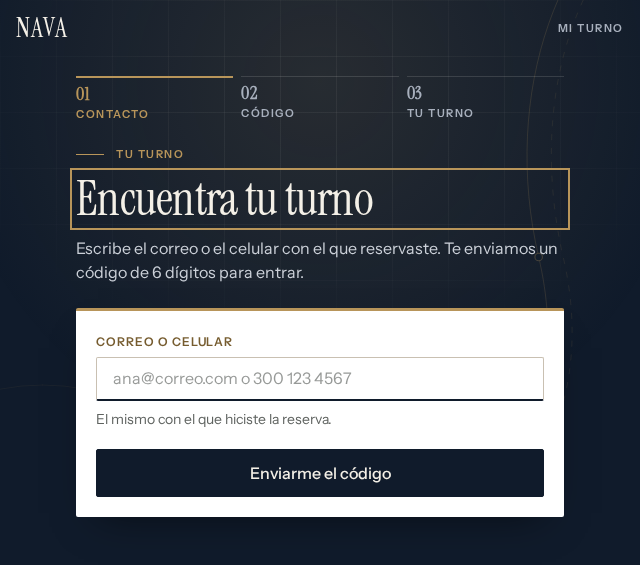 NAVA
MI TURNO
01
CONTACTO
02
CÓDIGO
03
TU TURNO
TU TURNO
Encuentra tu turno
Escribe el correo o el celular con el que reservaste. Te enviamos un
código de 6 dígitos para entrar.
CORREO O CELULAR
ana@correo.com o 300 123 4567
El mismo con el que hiciste la reserva.
Enviarme el código